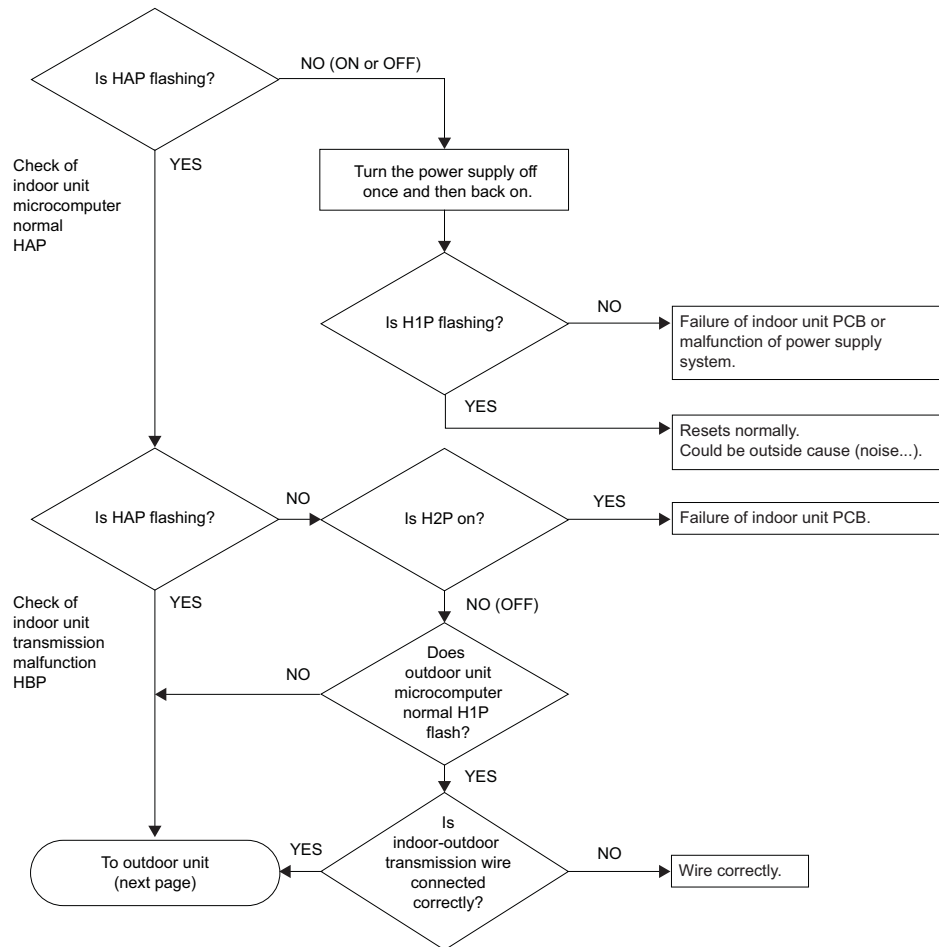 Is HAP flashing?
NO (ON or OFF)
Check of
indoor unit
microcomputer
normal
HAP
YES
Turn the power supply off
once and then back on.
Is H1P flashing?
NO
Failure of indoor unit PCB or
malfunction of power supply
system.
YES
Resets normally.
Could be outside cause (noise...).
Is HAP flashing?
NO
Is H2P on?
YES
Failure of indoor unit PCB.
Check of
indoor unit
transmission
malfunction
HBP
YES
NO (OFF)
Does
outdoor unit
microcomputer
normal H1P
flash?
NO
YES
Is
indoor-outdoor
transmission wire
connected
correctly?
YES
To outdoor unit
(next page)
NO
Wire correctly.